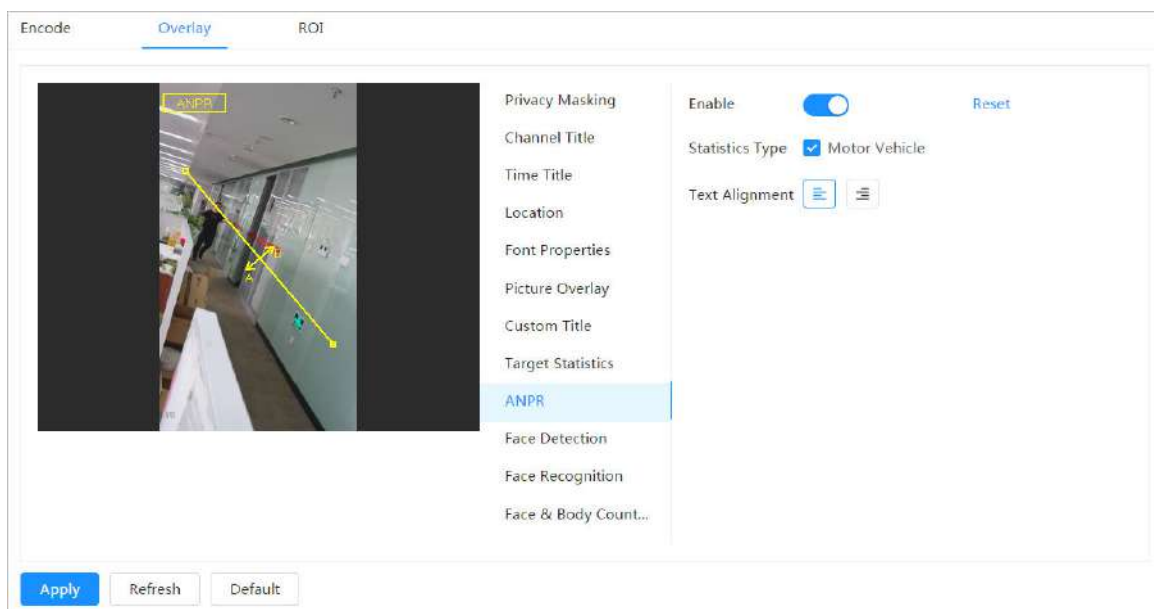 Encode Overlay ROI
ANPR
A
B
Privacy Masking
Channel Title
Time Title
Location
Font Properties
Picture Overlay
Custom Title
Target Statistics
ANPR
Face Detection
Face Recognition
Face & Body Count...
Enable Reset
Statistics Type Motor Vehicle
Text Alignment
Apply Refresh Default